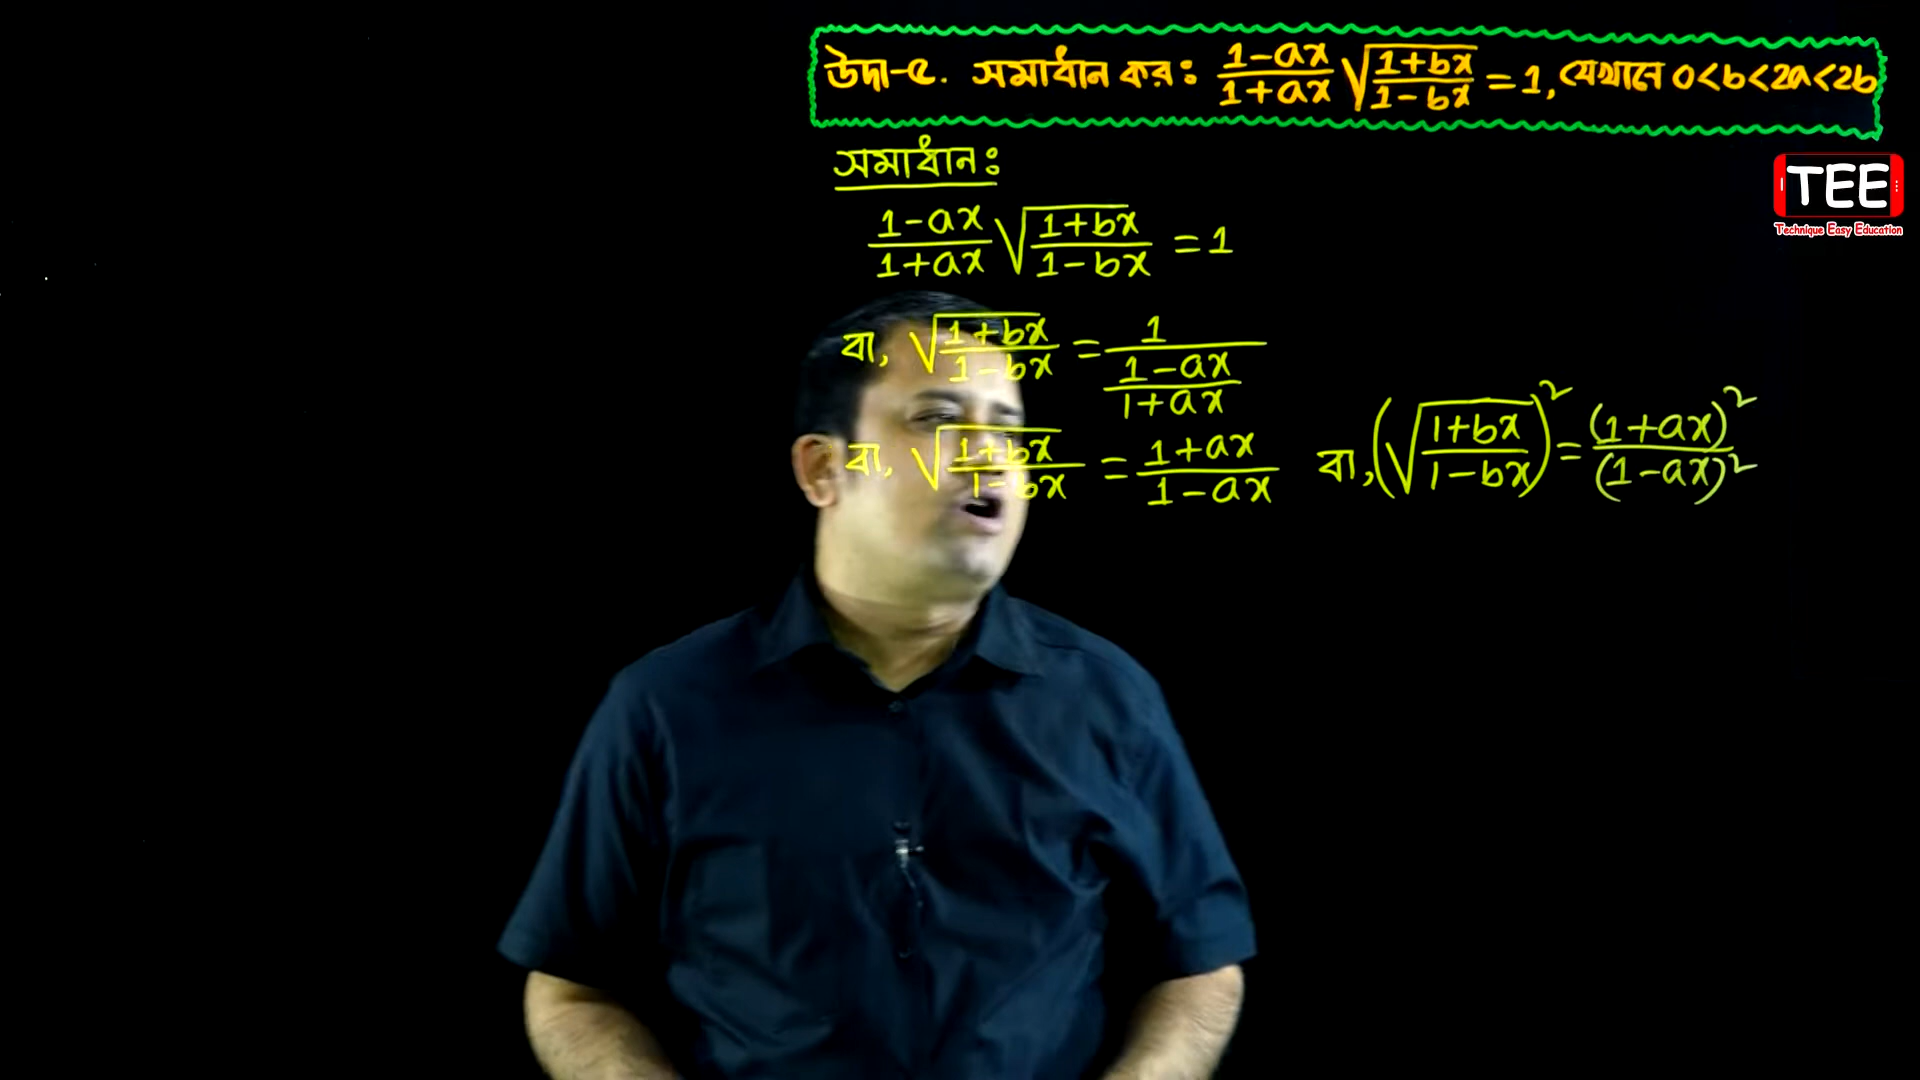 উদা-৫. সমাধান কর: (1-ax)/(1+ax) √((1+bx)/(1-bx)) = 1, যেখানে 0<b<2a<2b
TEE
Technique Easy Education
সমাধান:
(1-ax)/(1+ax) √((1+bx)/(1-bx)) = 1
বা, √((1+bx)/(1-bx)) = 1/((1-ax)/(1+ax))
বা, √((1+bx)/(1-bx)) = (1+ax)/(1-ax)
বা, (√((1+bx)/(1-bx)))² = (1+ax)²/(1-ax)²